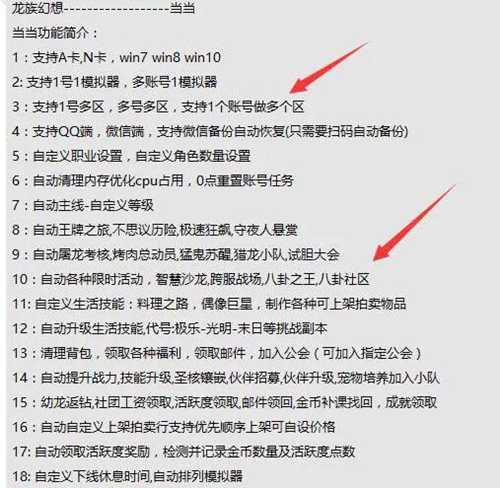 龙族幻想------------------当当
当当功能简介：
1：支持A卡,N卡，win7 win8 win10
2: 支持1号1模拟器，多账号1模拟器
3：支持1号多区，多号多区，支持1个账号做多个区
4：支持QQ端，微信端，支持微信备份自动恢复(只需要扫码自动备份)
5：自定义职业设置，自定义角色数量设置
6：自动清理内存优化cpu占用，0点重置账号任务
7：自动主线-自定义等级
8：自动王牌之旅,不思议历险,极速狂飙,守夜人悬赏
9：自动屠龙考核,烤肉总动员,猛鬼苏醒,猎龙小队,试胆大会
10：自动各种限时活动，智慧沙龙,跨服战场,八卦之王,八卦社区
11: 自定义生活技能：料理之路，偶像巨星，制作各种可上架拍卖物品
12：自动升级生活技能,代号:极乐-光明-末日等挑战副本
13：清理背包，领取各种福利，领取邮件，加入公会（可加入指定公会）
14：自动提升战力,技能升级,圣核镶嵌,伙伴招募,伙伴升级,宠物培养加入小队
15：幼龙返钻,社团工资领取,活跃度领取,邮件领回,金币补课找回，成就领取
16：自动自定义上架拍卖行支持优先顺序上架可自设价格
17: 自动领取活跃度奖励，检测并记录金币数量及活跃度点数
18: 自定义下线休息时间,自动排列模拟器